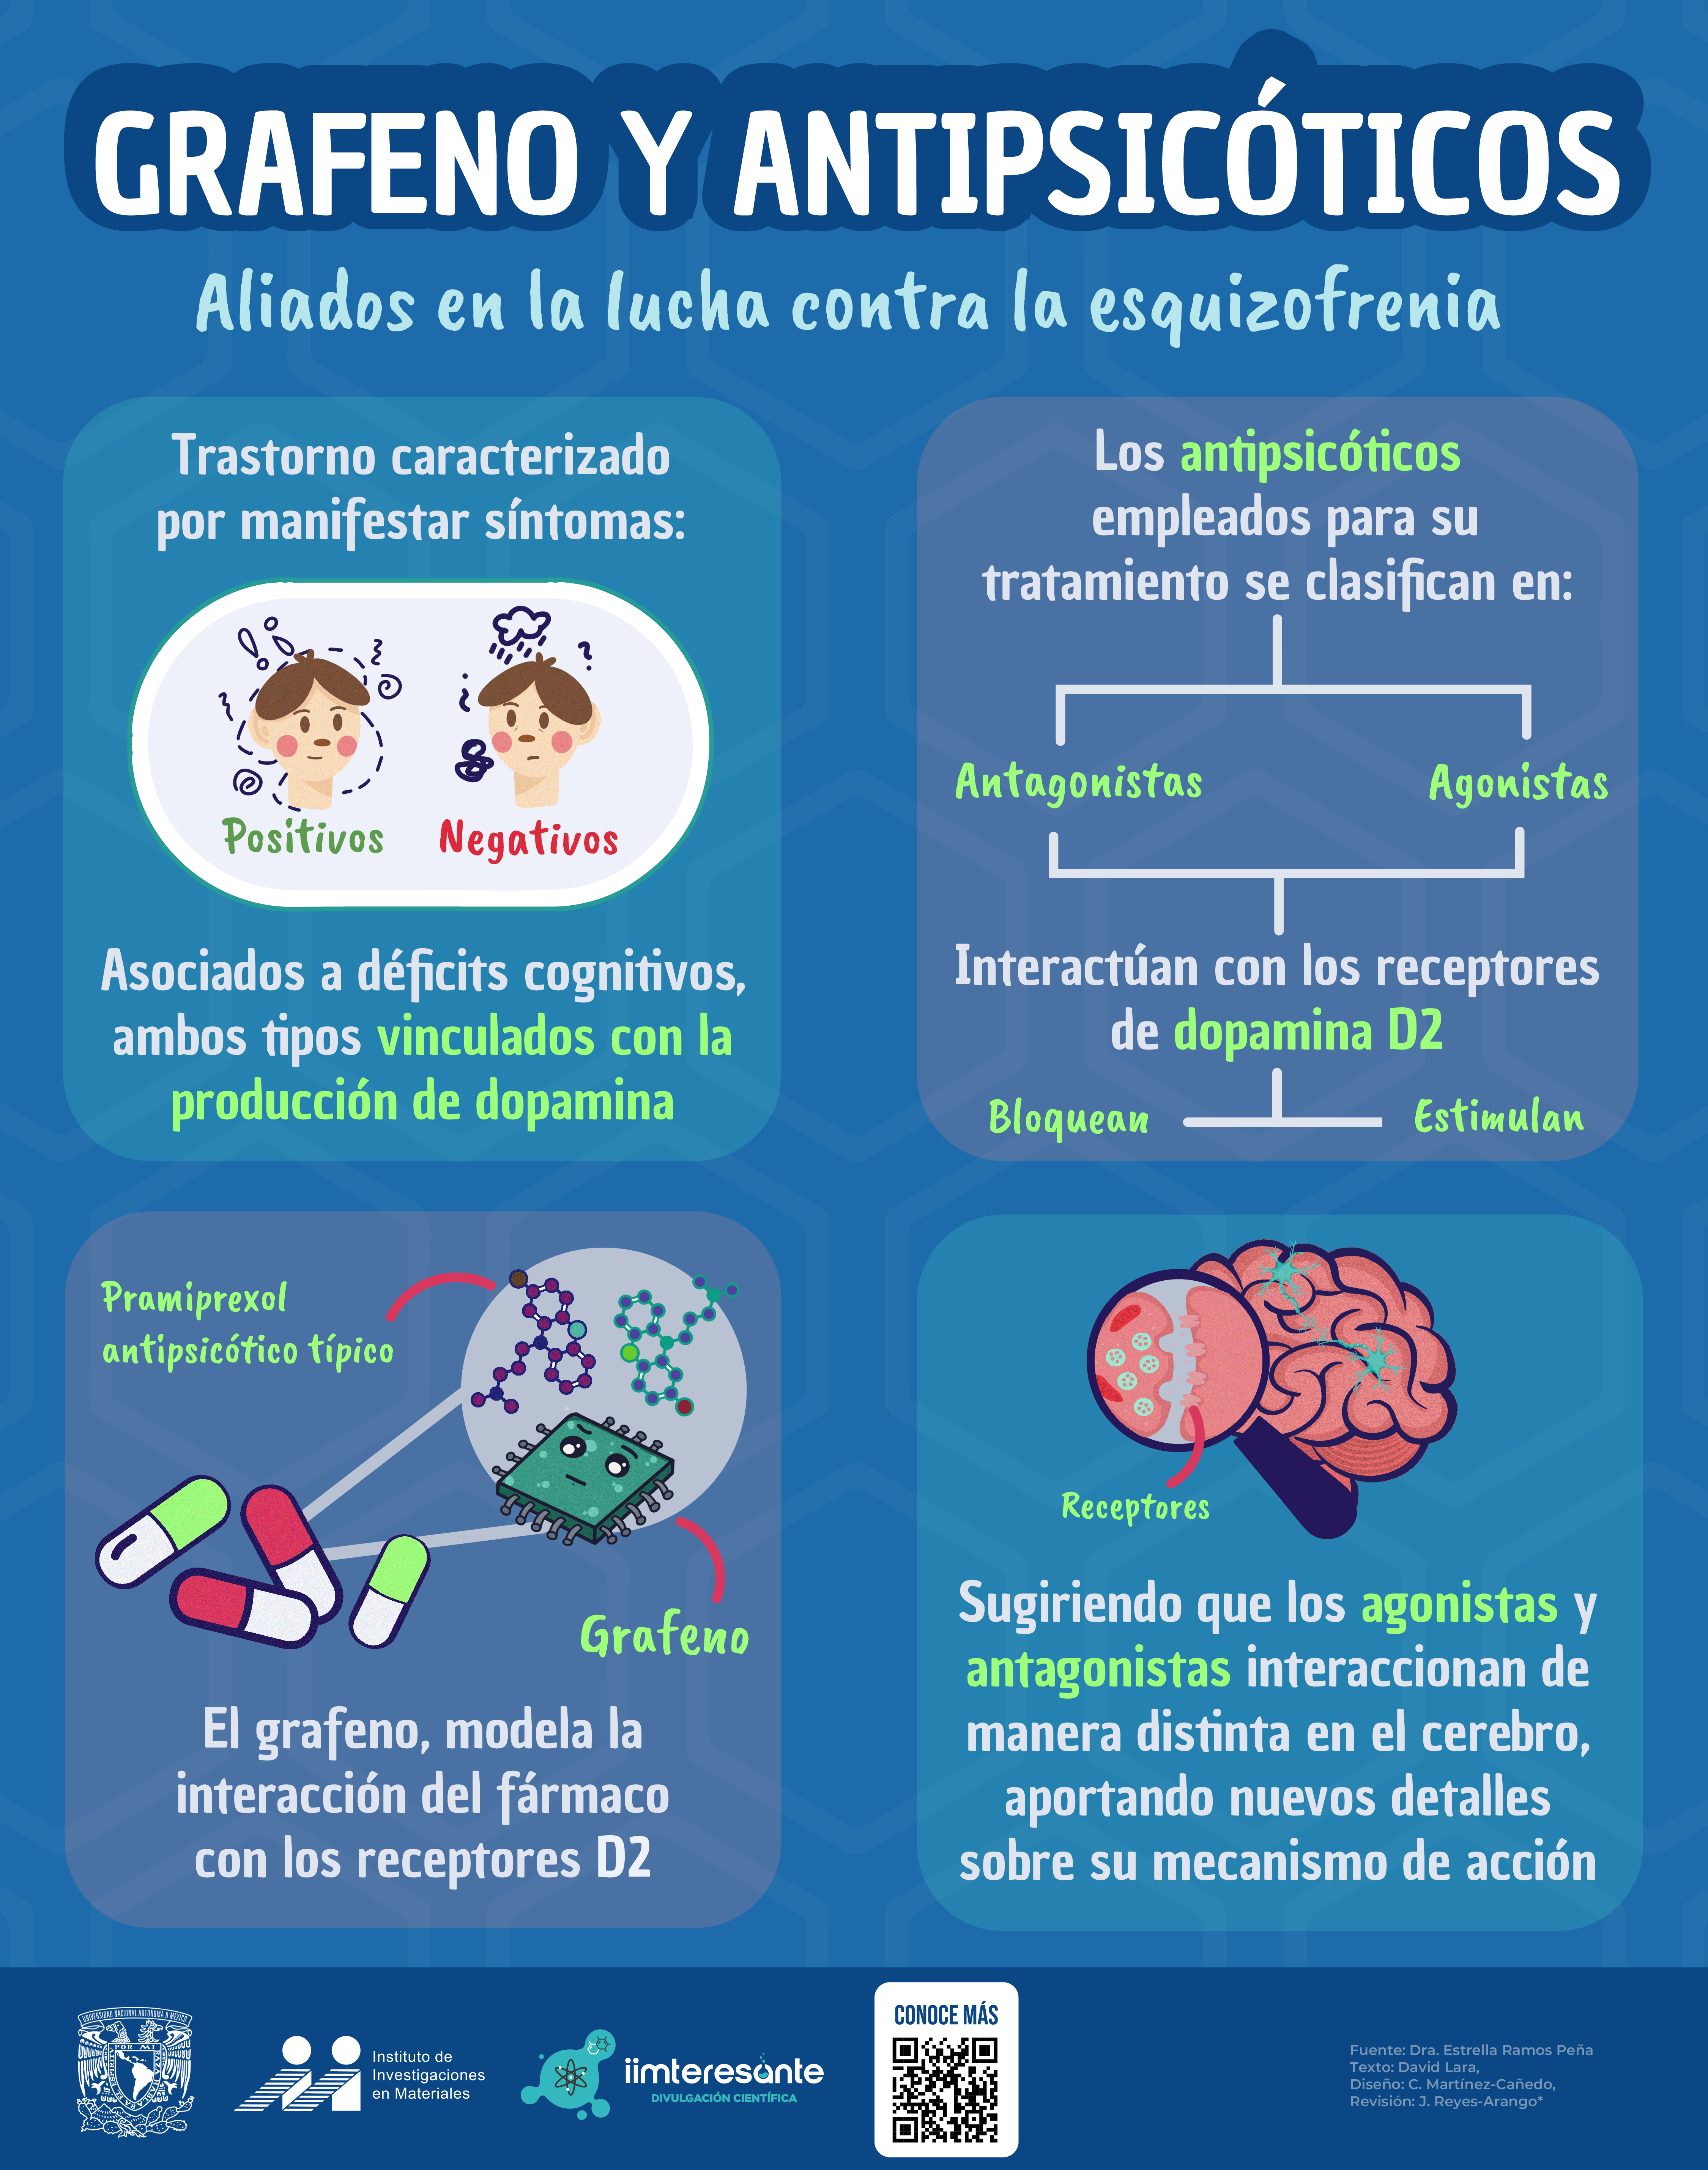 GRAFENO Y ANTIPSICÓTICOS
Aliados en la lucha contra la esquizofrenia
Trastorno caracterizado
por manifestar síntomas:
Positivos
Negativos
Asociados a déficits cognitivos,
ambos tipos vinculados con la
producción de dopamina
Los antipsicóticos
empleados para su
tratamiento se clasifican en:
Antagonistas
Agonistas
Interactúan con los receptores
de dopamina D2
Bloquean
Estimulan
Pramiprexol
antipsicótico típico
Grafeno
El grafeno, modela la
interacción del fármaco
con los receptores D2
Receptores
Sugiriendo que los agonistas y
antagonistas interaccionan de
manera distinta en el cerebro,
aportando nuevos detalles
sobre su mecanismo de acción
Instituto de
Investigaciones
en Materiales
iimteresante
DIVULGACIÓN CIENTÍFICA
CONOCE MÁS
Fuente: Dra. Estrella Ramos Peña
Texto: David Lara,
Diseño: C. Martínez-Cañedo,
Revisión: J. Reyes-Arango*